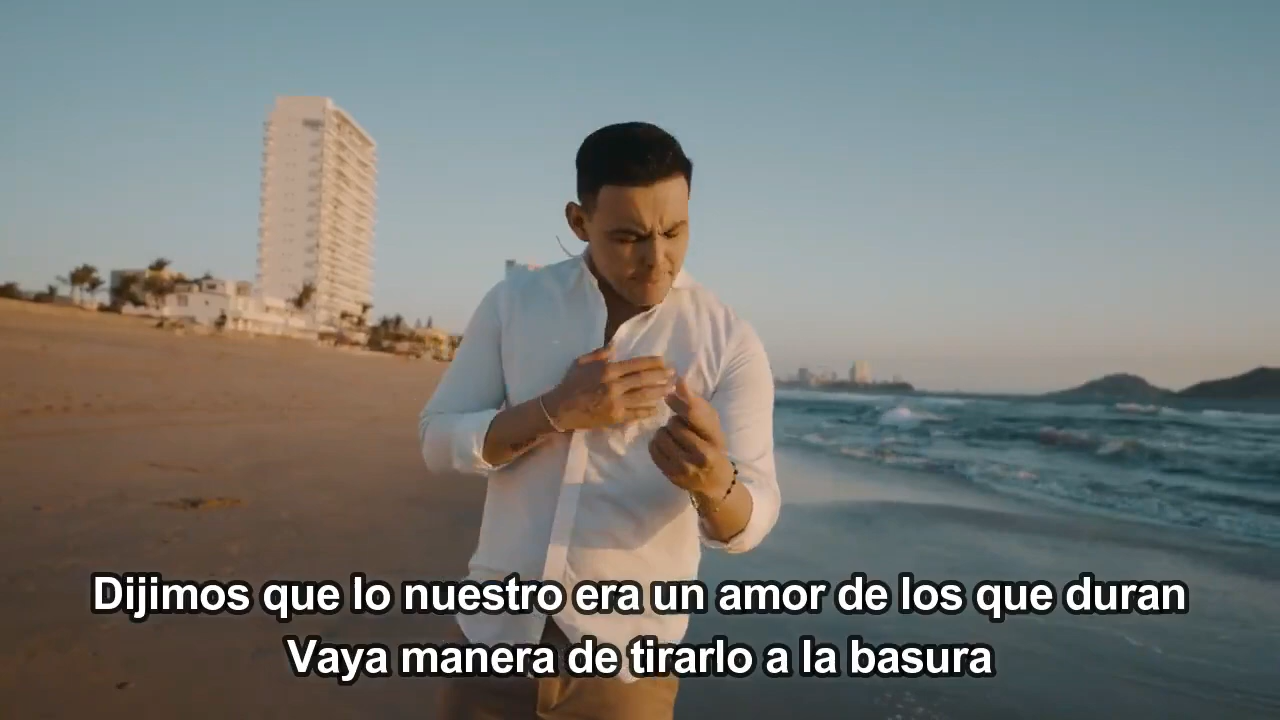 Dijimos que lo nuestro era un amor de los que duran
Vaya manera de tirarlo a la basura